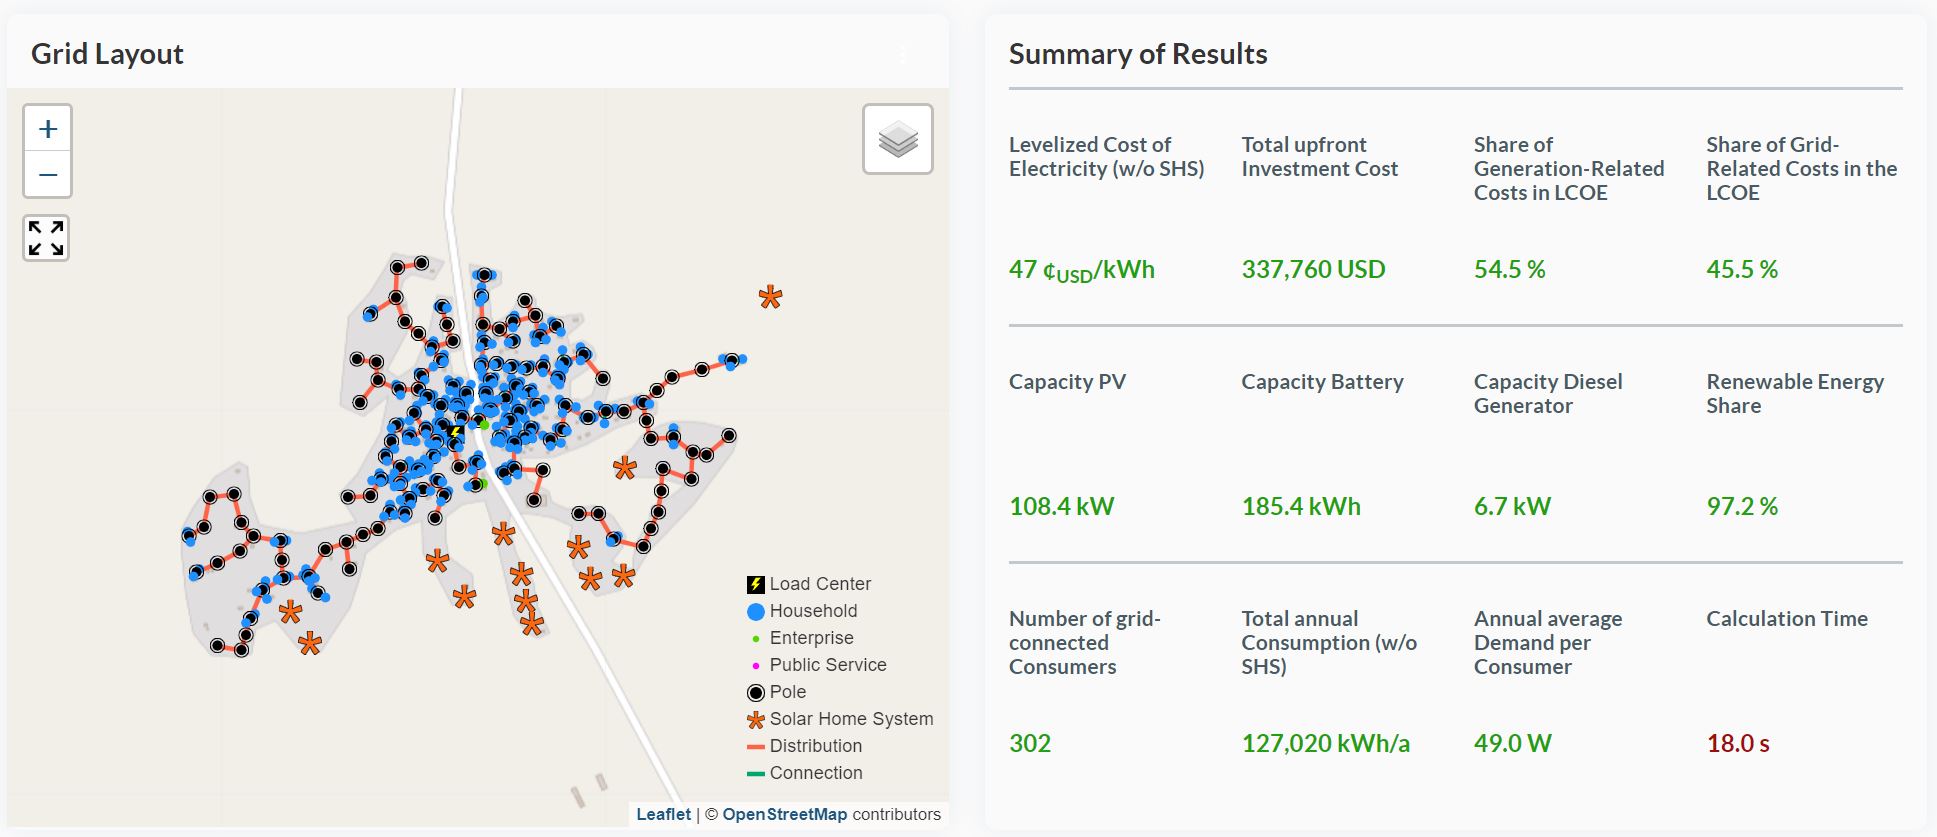 Grid Layout
+
−
Load Center
Household
Enterprise
Public Service
Pole
Solar Home System
Distribution
Connection
Leaflet | © OpenStreetMap contributors
Summary of Results
Levelized Cost of
Electricity (w/o SHS)
47 ¢USD/kWh
Total upfront
Investment Cost
337,760 USD
Share of
Generation-Related
Costs in LCOE
54.5 %
Share of Grid-
Related Costs in the
LCOE
45.5 %
Capacity PV
108.4 kW
Capacity Battery
185.4 kWh
Capacity Diesel
Generator
6.7 kW
Renewable Energy
Share
97.2 %
Number of grid-
connected
Consumers
302
Total annual
Consumption (w/o
SHS)
127,020 kWh/a
Annual average
Demand per
Consumer
49.0 W
Calculation Time
18.0 s